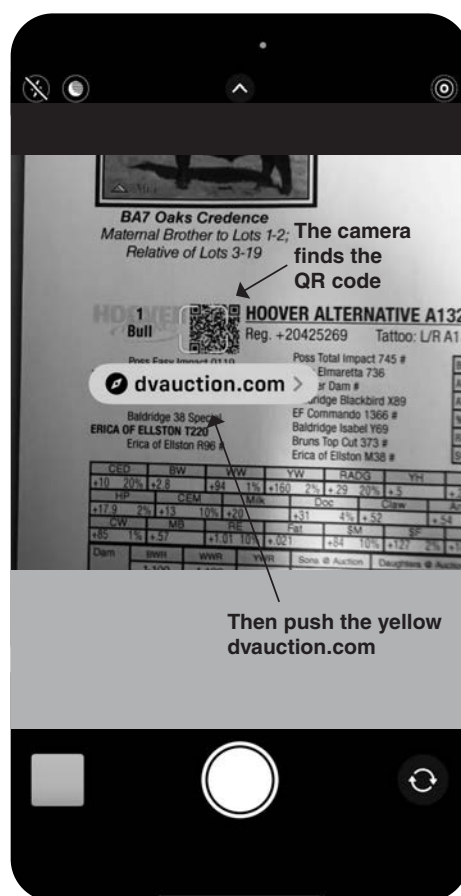 BA7 Oaks Credence
Maternal Brother to Lots 1-2;
Relative of Lots 3-19
The camera
finds the
QR code
HOOVER
1
Bull
HOOVER ALTERNATIVE A132
Reg. +20425269 Tattoo: L/R A1
Poss Easy Impact 0119
Poss Total Impact 745 #
Elmaretta 736
dvauction.com
Dam #
Baldridge 38 Special
Blackbird X89
EF Commando 1366 #
Baldridge Isabel Y69
ERICA OF ELLSTON T220
Bruns Top Cut 373 #
Erica of Ellston R96 #
Erica of Ellston M38 #
CED BW WW YW RADG YH
+10 20% +2.8 +94 1% +160 2% +.29 20% +.5
HP CEM Milk Doc Claw
+17.9 2% +13 10% +20 +31 4% +.52 +.54
CW MB RE Fat $M $F
+85 1% +.57 +1.01 10% +.021 +84 10% +127 2%
Dam BWR WWR YWR Sons @ Auction Daughters @ Auction
Then push the yellow
dvauction.com